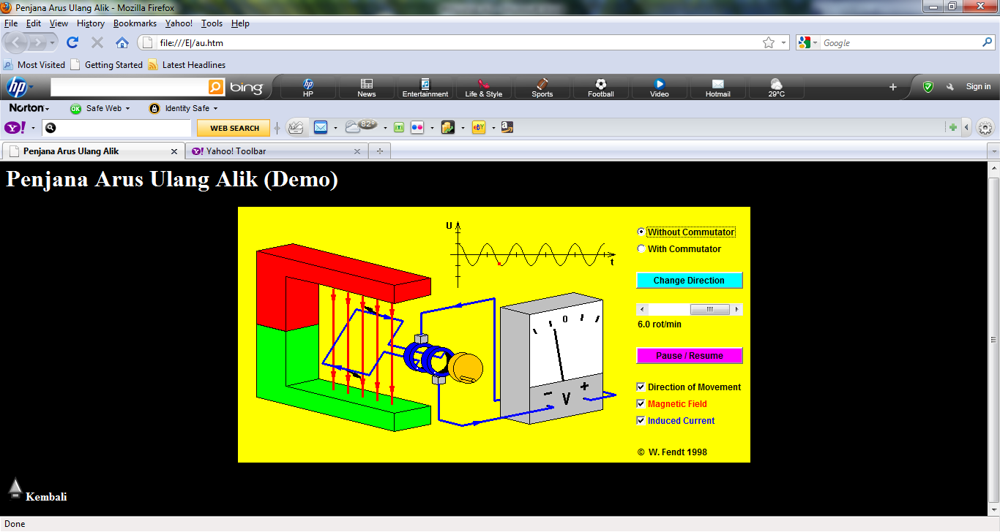 Penjana Arus Ulang Alik - Mozilla Firefox
File Edit View History Bookmarks Yahoo! Tools Help
file:///E|/au.htm
Google
Most Visited Getting Started Latest Headlines
hp bing HP News Entertainment Life & Style Sports Football Video Hotmail 29°C + Sign in
Norton Safe Web Identity Safe
OK
Y! WEB SEARCH 82° ebY a
Penjana Arus Ulang Alik Y! Yahoo! Toolbar
Penjana Arus Ulang Alik (Demo)
U
t
Without Commutator
With Commutator
Change Direction
6.0 rot/min
Pause / Resume
0
− V +
Direction of Movement
Magnetic Field
Induced Current
© W. Fendt 1998
Kembali
Done